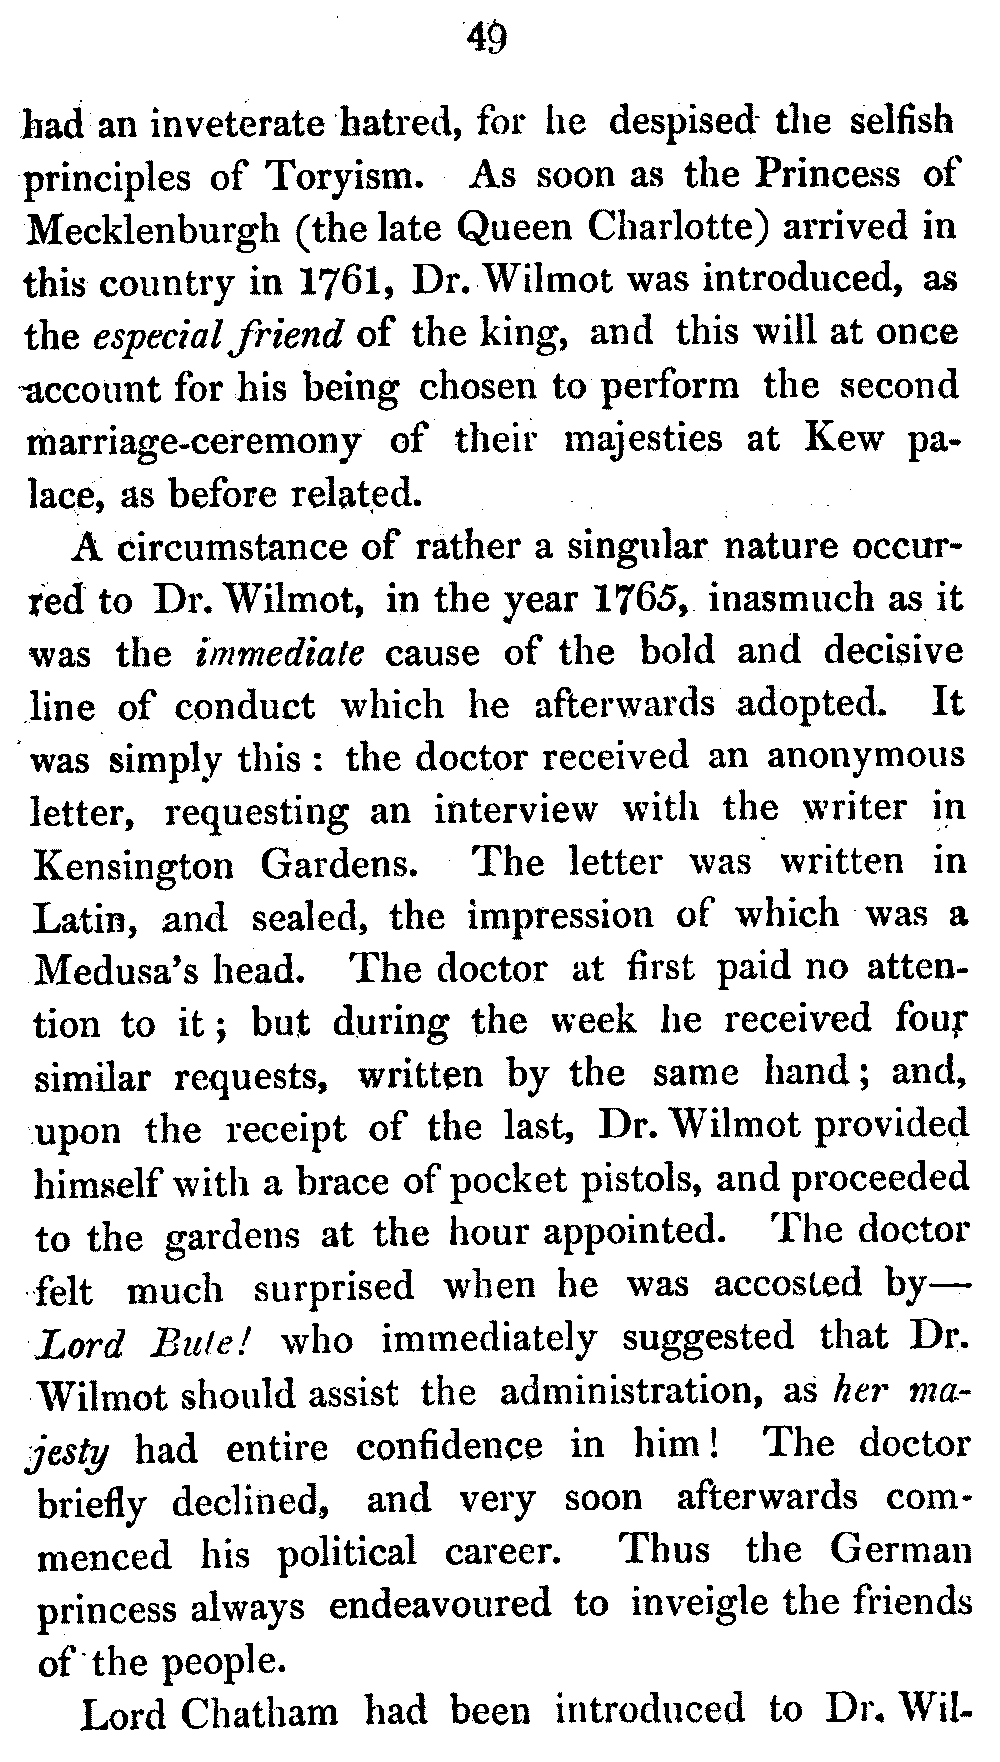 49
had an inveterate hatred, for he despised the selfish
principles of Toryism. As soon as the Princess of
Mecklenburgh (the late Queen Charlotte) arrived in
this country in 1761, Dr. Wilmot was introduced, as
the especial friend of the king, and this will at once
account for his being chosen to perform the second
marriage-ceremony of their majesties at Kew pa-
lace, as before related.
A circumstance of rather a singular nature occur-
red to Dr. Wilmot, in the year 1765, inasmuch as it
was the immediate cause of the bold and decisive
line of conduct which he afterwards adopted. It
was simply this : the doctor received an anonymous
letter, requesting an interview with the writer in
Kensington Gardens. The letter was written in
Latin, and sealed, the impression of which was a
Medusa's head. The doctor at first paid no atten-
tion to it ; but during the week he received four
similar requests, written by the same hand ; and,
upon the receipt of the last, Dr. Wilmot provided
himself with a brace of pocket pistols, and proceeded
to the gardens at the hour appointed. The doctor
felt much surprised when he was accosted by—
Lord Bute! who immediately suggested that Dr.
Wilmot should assist the administration, as her ma-
jesty had entire confidence in him! The doctor
briefly declined, and very soon afterwards com-
menced his political career. Thus the German
princess always endeavoured to inveigle the friends
of the people.
Lord Chatham had been introduced to Dr. Wil-